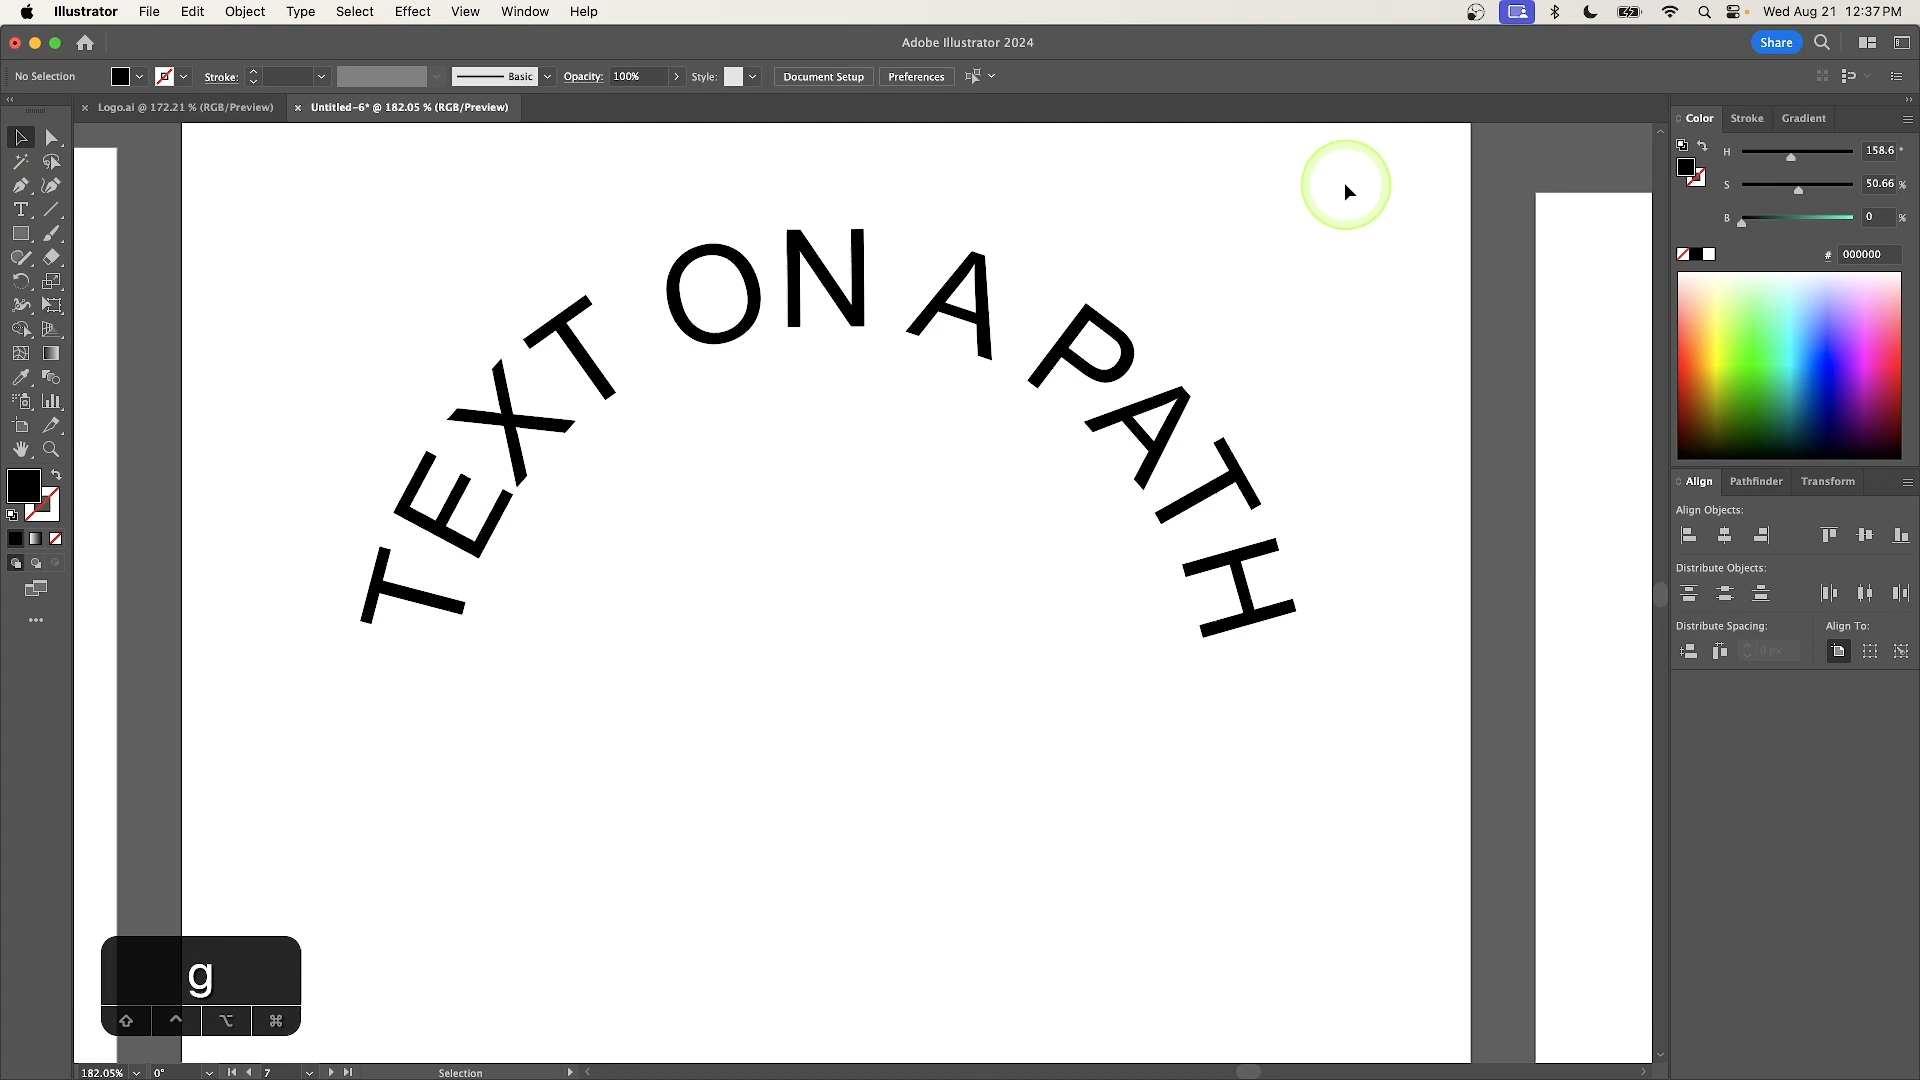 Illustrator File Edit Object Type Select Effect View Window Help Wed Aug 21 12:37 PM
Adobe Illustrator 2024 Share
No Selection Stroke: Basic Opacity: 100% Style: Document Setup Preferences
Logo.ai @ 172.21 % (RGB/Preview) Untitled-6* @ 182.05 % (RGB/Preview)
Color Stroke Gradient
H 158.6 °
S 50.66 %
B 0 %
# 000000
TEXT ON A PATH
Align Pathfinder Transform
Align Objects:
Distribute Objects:
Distribute Spacing: Align To:
0 px
g
182.05% 0° 7 Selection